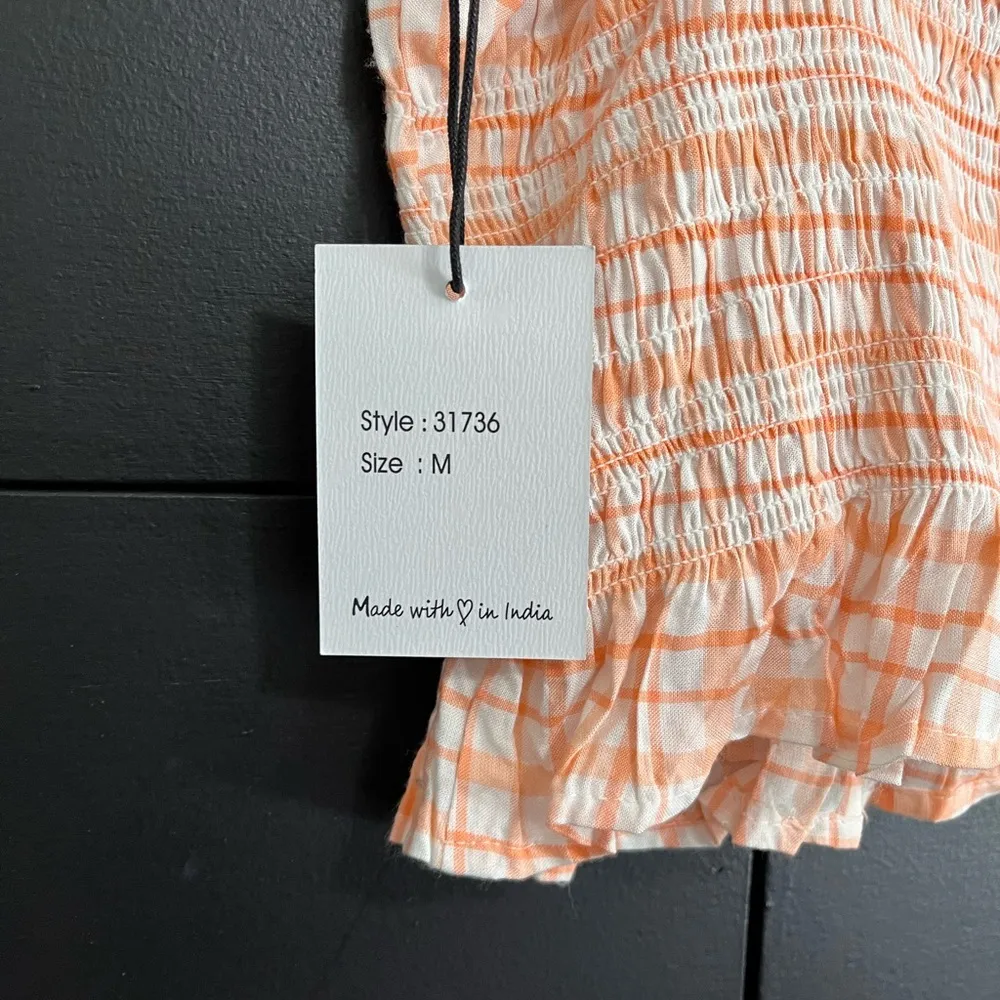 Style : 31736
Size : M
Made with ♡ in India